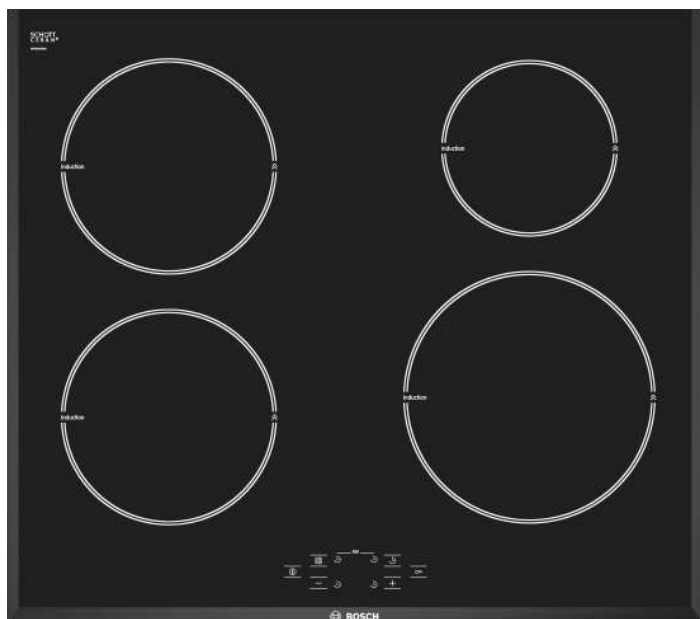 SCHOTT
CERAN®
Induction
Induction
Induction
Induction
− +
BOSCH